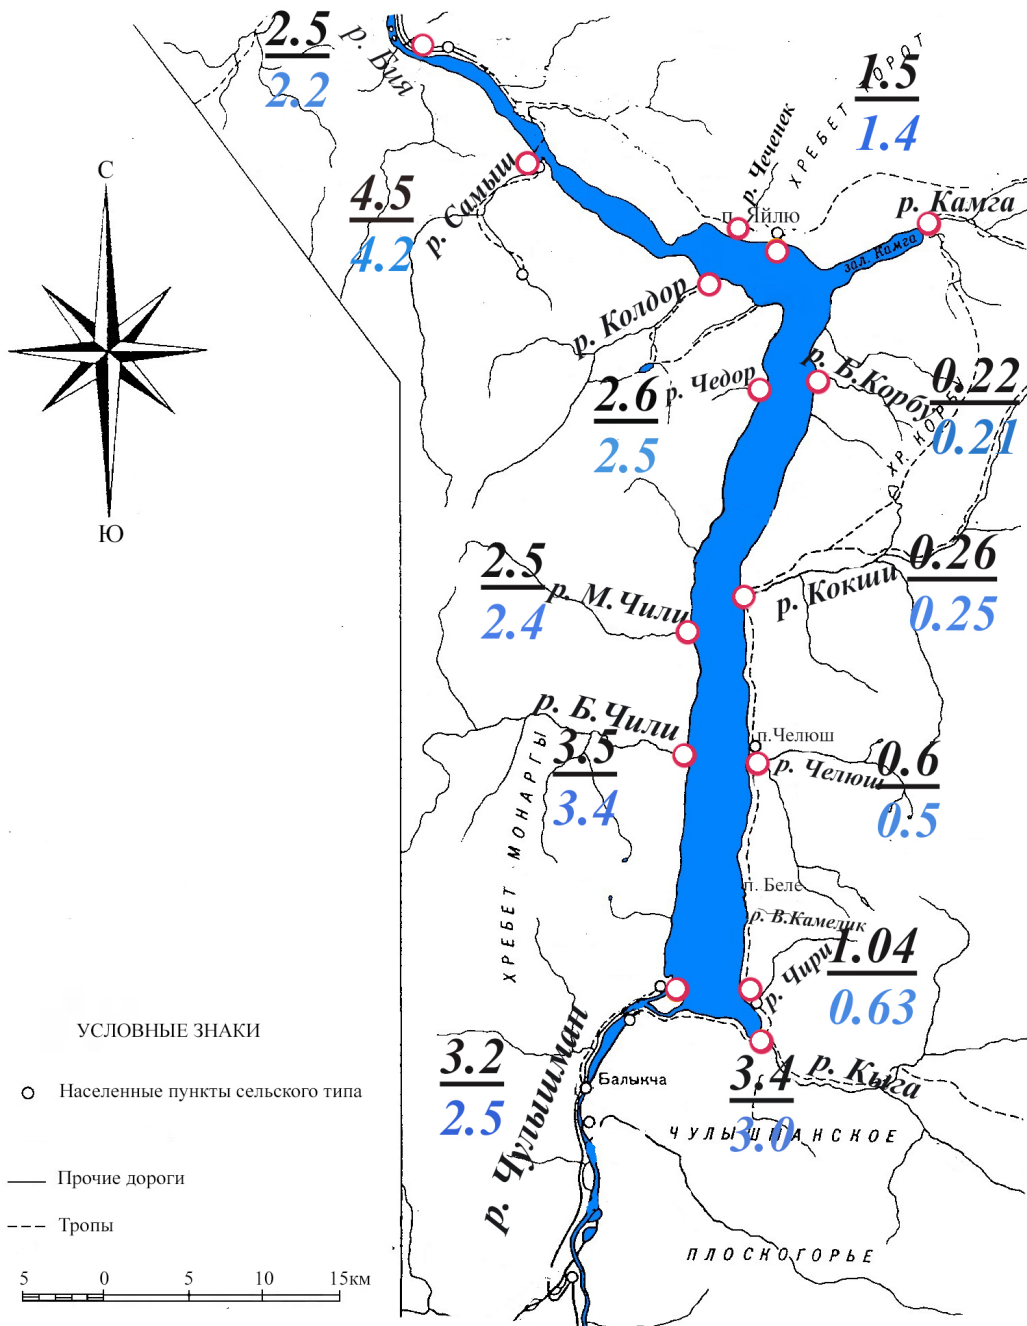 2.5
2.2
р. Бия
ХРЕБЕТ ТОРОТ
1.5
1.4
р. Чеченек
С
р. Самыш
4.5
4.2
п. Яйлю
р. Камга
зал. Камга
р. Колдор
р. Чедор
р. Б.Корбу
0.22
0.21
2.6
2.5
ХР. КОРБУ
Ю
2.5
2.4
р. М.Чили
р. Кокши
0.26
0.25
р. Б.Чили
3.5
3.4
п.Челюш
р. Челюш
0.6
0.5
ХРЕБЕТ МОНАРГЫ
п. Беле
р. В.Камелик
1.04
0.63
р. Чири
УСЛОВНЫЕ ЗНАКИ
Населенные пункты сельского типа
3.2
2.5
р. Чулышман
Балыкча
3.4
3.0
р. Кыга
ЧУЛЫШМАНСКОЕ
Прочие дороги
Тропы
ПЛОСКОГОРЬЕ
5 0 5 10 15км